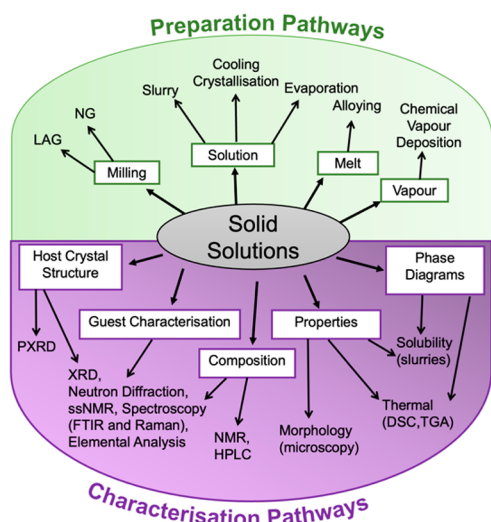 Preparation Pathways
Cooling
Crystallisation
Slurry
Evaporation
Alloying
Chemical
Vapour
Deposition
NG
LAG
Milling
Solution
Melt
Vapour
Solid
Solutions
Host Crystal
Structure
Phase
Diagrams
Guest Characterisation
Properties
Composition
PXRD
Solubility
(slurries)
XRD,
Neutron Diffraction,
ssNMR, Spectroscopy
(FTIR and Raman),
Elemental Analysis
NMR,
HPLC
Morphology
(microscopy)
Thermal
(DSC,TGA)
Characterisation Pathways